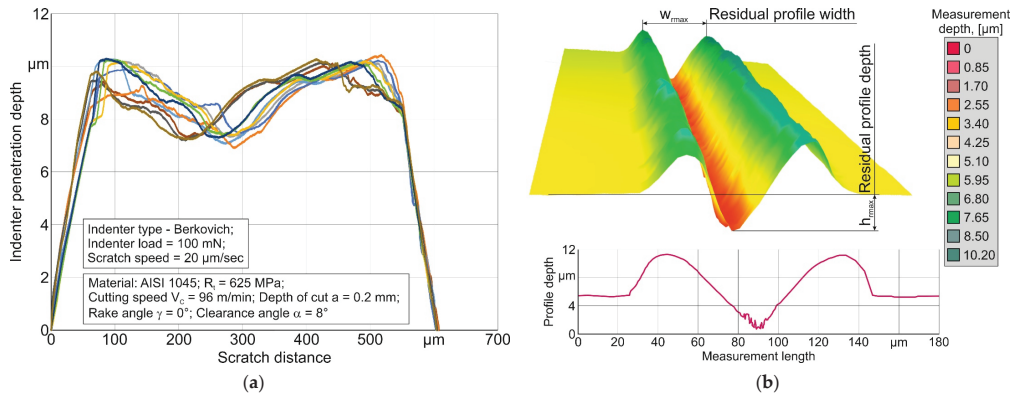 12
μm
8
6
4
2
0
Indenter penetration depth
Indenter type - Berkovich;
Indenter load = 100 mN;
Scratch speed = 20 μm/sec
Material: AISI 1045; Rₜ = 625 MPa;
Cutting speed V_C = 96 m/min; Depth of cut a = 0.2 mm;
Rake angle γ = 0°; Clearance angle α = 8°
0 100 200 300 400 500 μm 700
Scratch distance
(a)
wrmax
Residual profile width
Residual profile depth
hrmax
Measurement
depth, [μm]
0
0.85
1.70
2.55
3.40
4.25
5.10
5.95
6.80
7.65
8.50
10.20
12
μm
4
0
Profile depth
0 20 40 60 80 100 120 140 μm 180
Measurement length
(b)